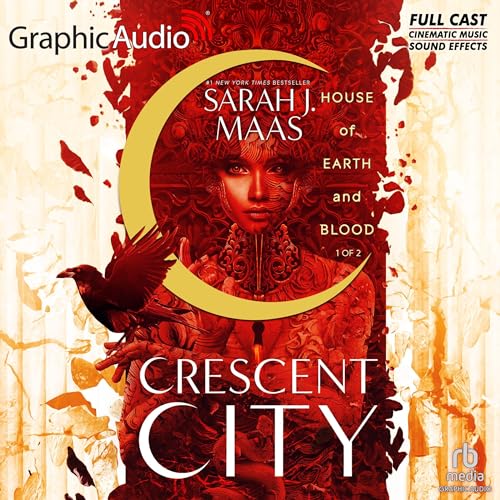 GraphicAudio
FULL CAST
CINEMATIC MUSIC
SOUND EFFECTS
#1 NEW YORK TIMES BESTSELLER
SARAH J.
MAAS
HOUSE
of
EARTH
and
BLOOD
1 OF 2
CRESCENT
CITY
rb
media
GRAPHICAUDIO